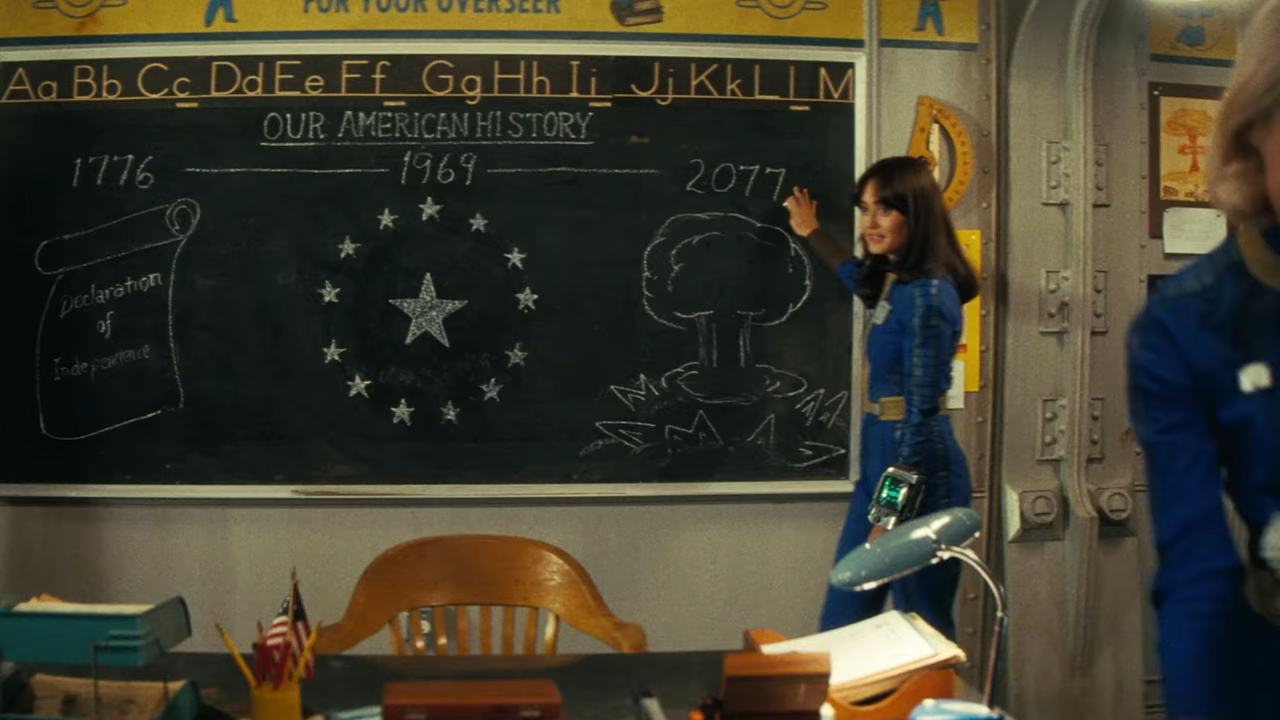 FOR YOUR OVERSEER
Aa Bb Cc Dd Ee Ff Gg Hh Ii Jj Kk Ll M
OUR AMERICAN HISTORY
1776 1969 2077
Declaration
of
Independence